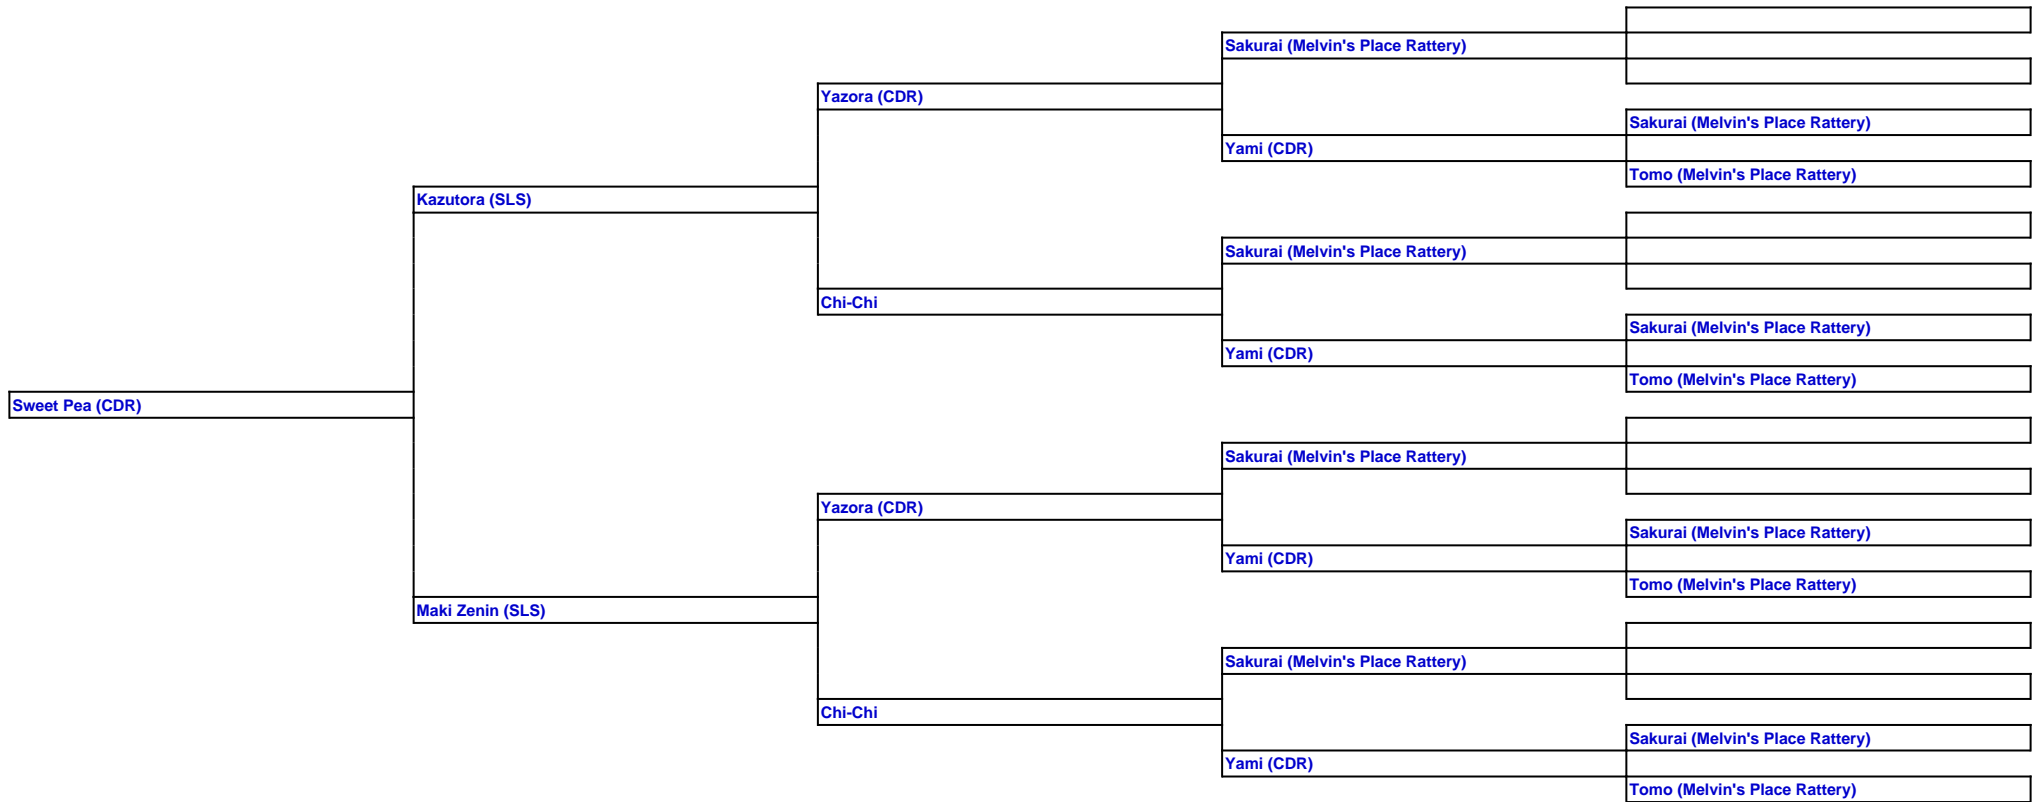 Sakurai (Melvin's Place Rattery)
Yazora (CDR)
Sakurai (Melvin's Place Rattery)
Yami (CDR)
Tomo (Melvin's Place Rattery)
Kazutora (SLS)
Sakurai (Melvin's Place Rattery)
Chi-Chi
Sakurai (Melvin's Place Rattery)
Yami (CDR)
Tomo (Melvin's Place Rattery)
Sweet Pea (CDR)
Sakurai (Melvin's Place Rattery)
Yazora (CDR)
Sakurai (Melvin's Place Rattery)
Yami (CDR)
Tomo (Melvin's Place Rattery)
Maki Zenin (SLS)
Sakurai (Melvin's Place Rattery)
Chi-Chi
Sakurai (Melvin's Place Rattery)
Yami (CDR)
Tomo (Melvin's Place Rattery)